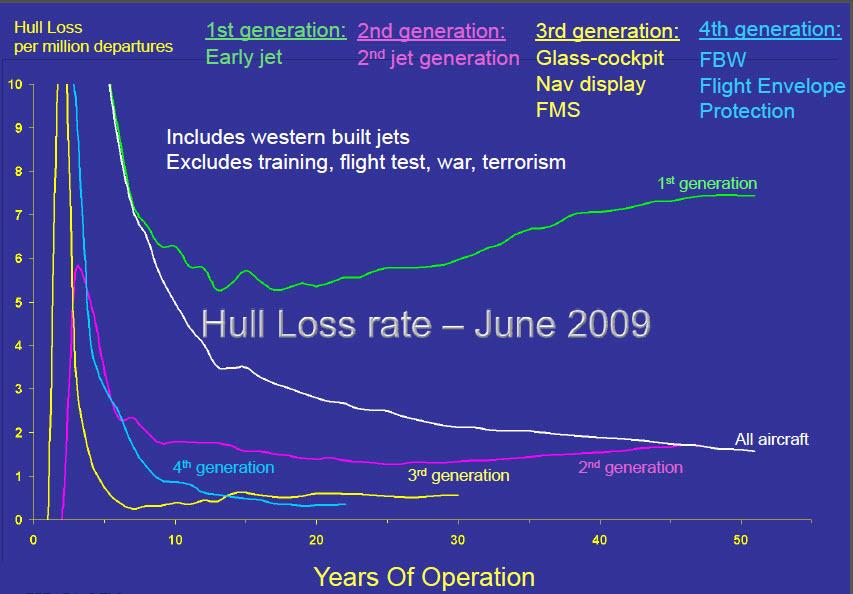 Hull Loss
per million departures
1st generation:
Early jet
2nd generation:
2nd jet generation
3rd generation:
Glass-cockpit
Nav display
FMS
4th generation:
FBW
Flight Envelope
Protection
Includes western built jets
Excludes training, flight test, war, terrorism
1st generation
Hull Loss rate – June 2009
All aircraft
4th generation
3rd generation
2nd generation
10
9
8
7
6
5
4
3
2
1
0
0 10 20 30 40 50
Years Of Operation